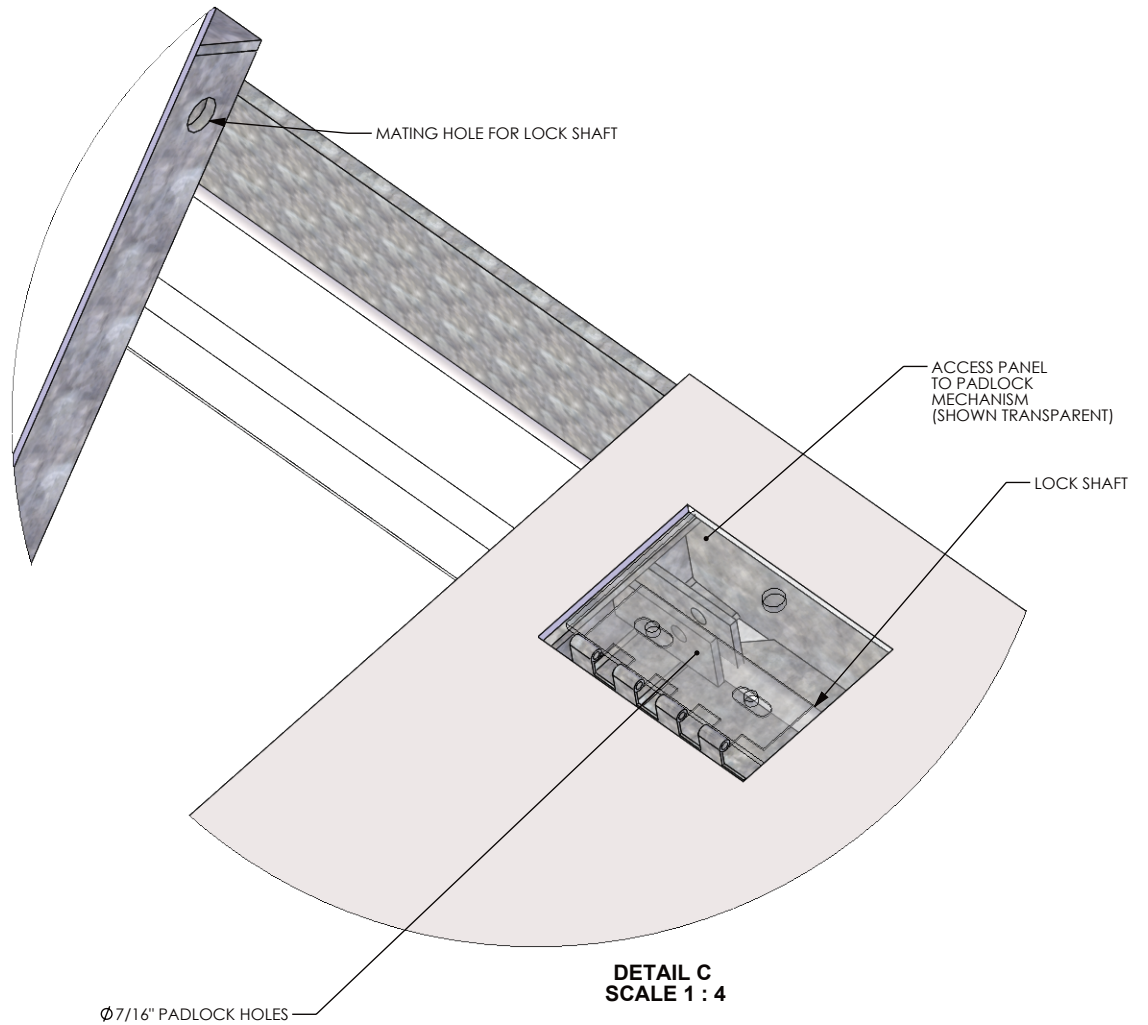 MATING HOLE FOR LOCK SHAFT
ACCESS PANEL
TO PADLOCK
MECHANISM
(SHOWN TRANSPARENT)
LOCK SHAFT
DETAIL C
SCALE 1 : 4
Ø7/16" PADLOCK HOLES